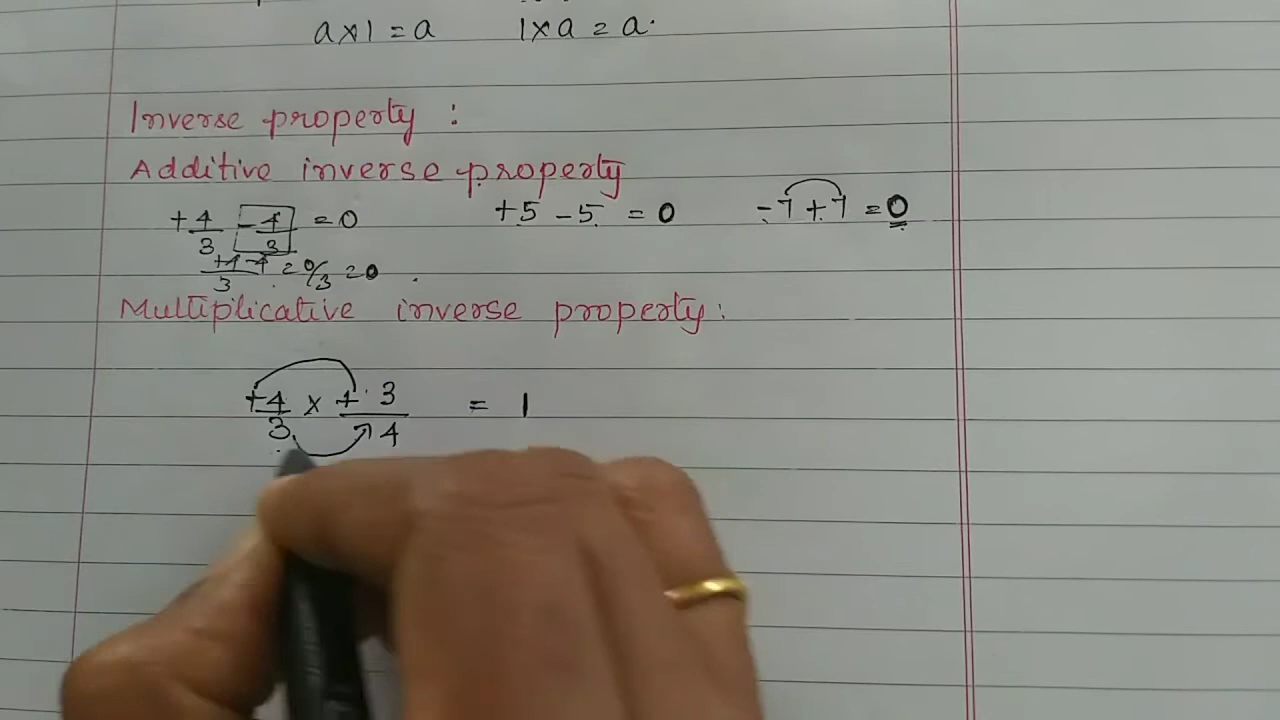 a×1 = a 1×a = a.
Inverse property :
Additive inverse property
+4/3 -4/3 = 0 +5 -5 = 0 -7 +7 = 0
+4-4/3 = 0/3 = 0
Multiplicative inverse property:
+4/3 × +3/4 = 1